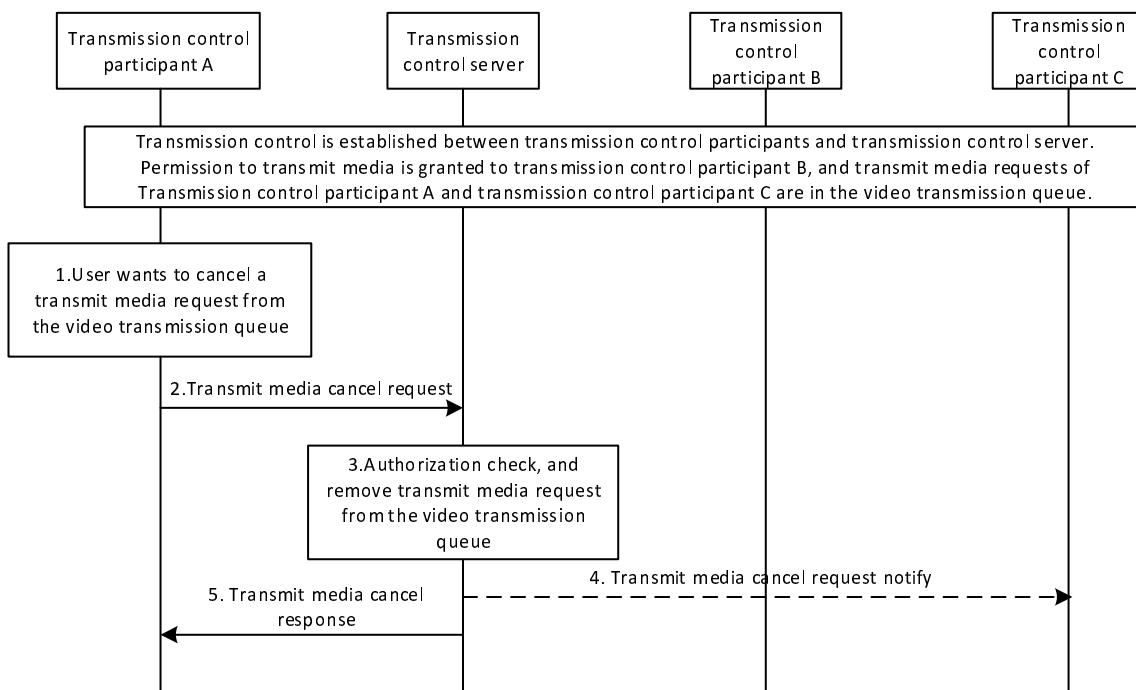 Transmission control
participant A
Transmission
control server
Transmission
control
participant B
Transmission
control
participant C
Transmission control is established between transmission control participants and transmission control server.
Permission to transmit media is granted to transmission control participant B, and transmit media requests of
Transmission control participant A and transmission control participant C are in the video transmission queue.
1.User wants to cancel a
transmit media request from
the video transmission queue
2.Transmit media cancel request
3.Authorization check, and
remove transmit media request
from the video transmission
queue
4. Transmit media cancel request notify
5. Transmit media cancel
response